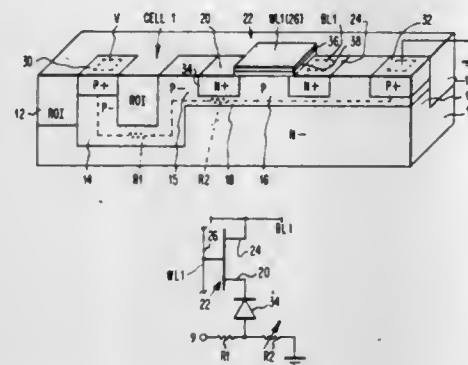 V CELL 1 20 22 WL1(26) BL1 24 32
30 36 38
34
12 P+ ROI P- N+ P N+ P+
P-
N-
14 R1 15 R2 18 16
BL1
26 24
WL1 20
22 34
9 R1 R2